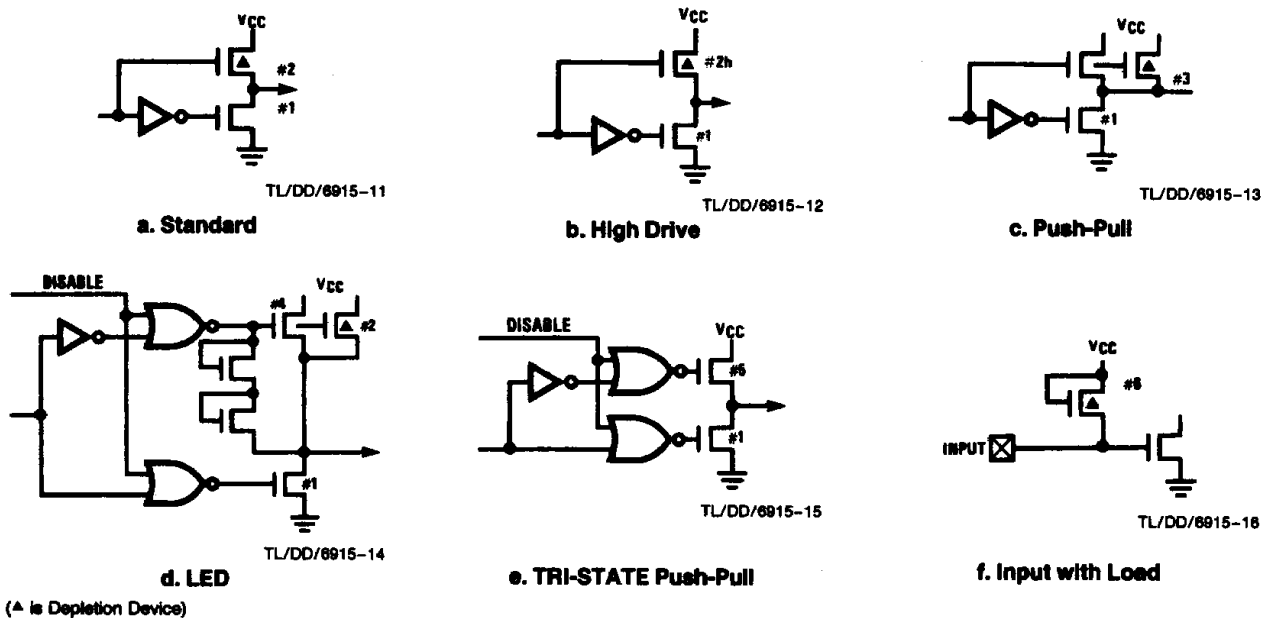 VCC
#2
#1
TL/DD/6915-11
a. Standard
VCC
#2h
#1
TL/DD/6915-12
b. High Drive
VCC
#3
#1
TL/DD/6915-13
c. Push-Pull
DISABLE
VCC
#4
#2
#1
TL/DD/6915-14
d. LED
(▲ is Depletion Device)
DISABLE
VCC
#5
#1
TL/DD/6915-15
e. TRI-STATE Push-Pull
VCC
#6
INPUT
TL/DD/6915-16
f. Input with Load